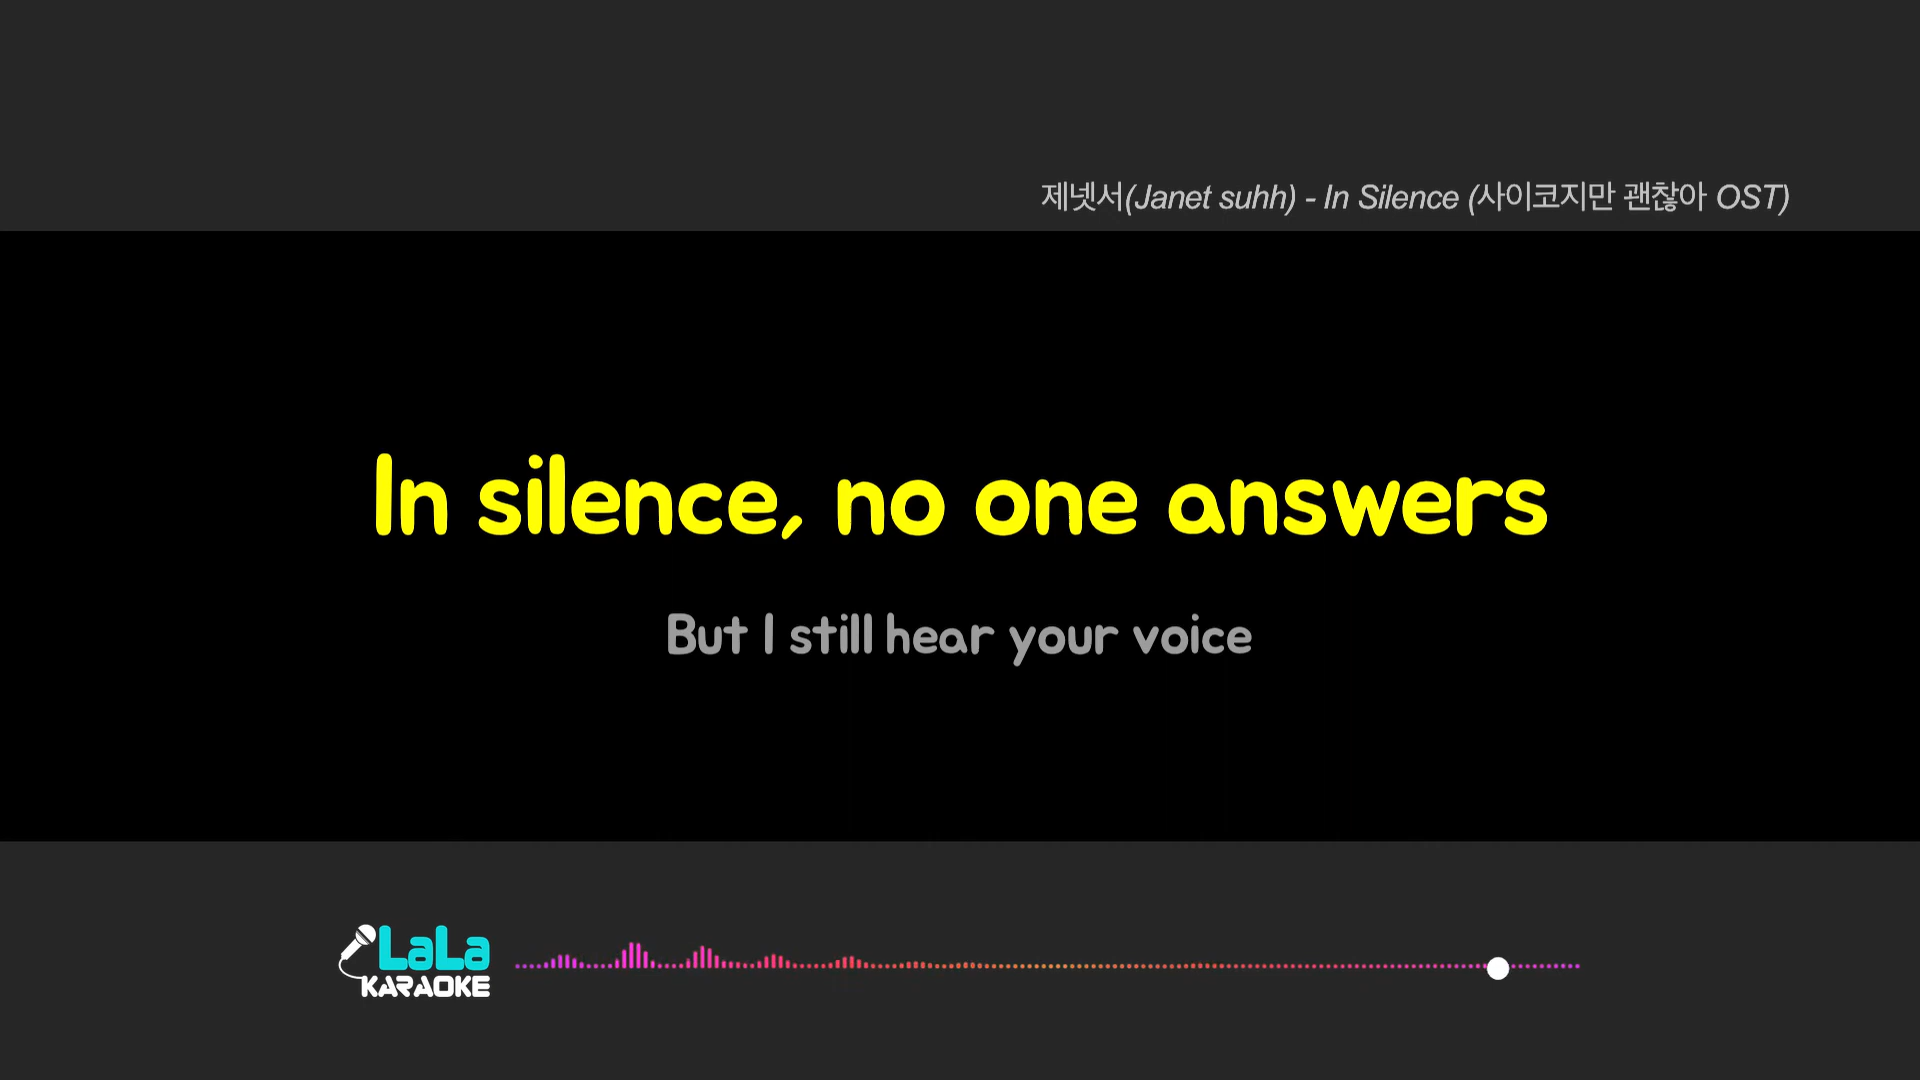 제넷서(Janet suhh) - In Silence (사이코지만 괜찮아 OST)
In silence, no one answers
But I still hear your voice
LaLa
KARAOKE